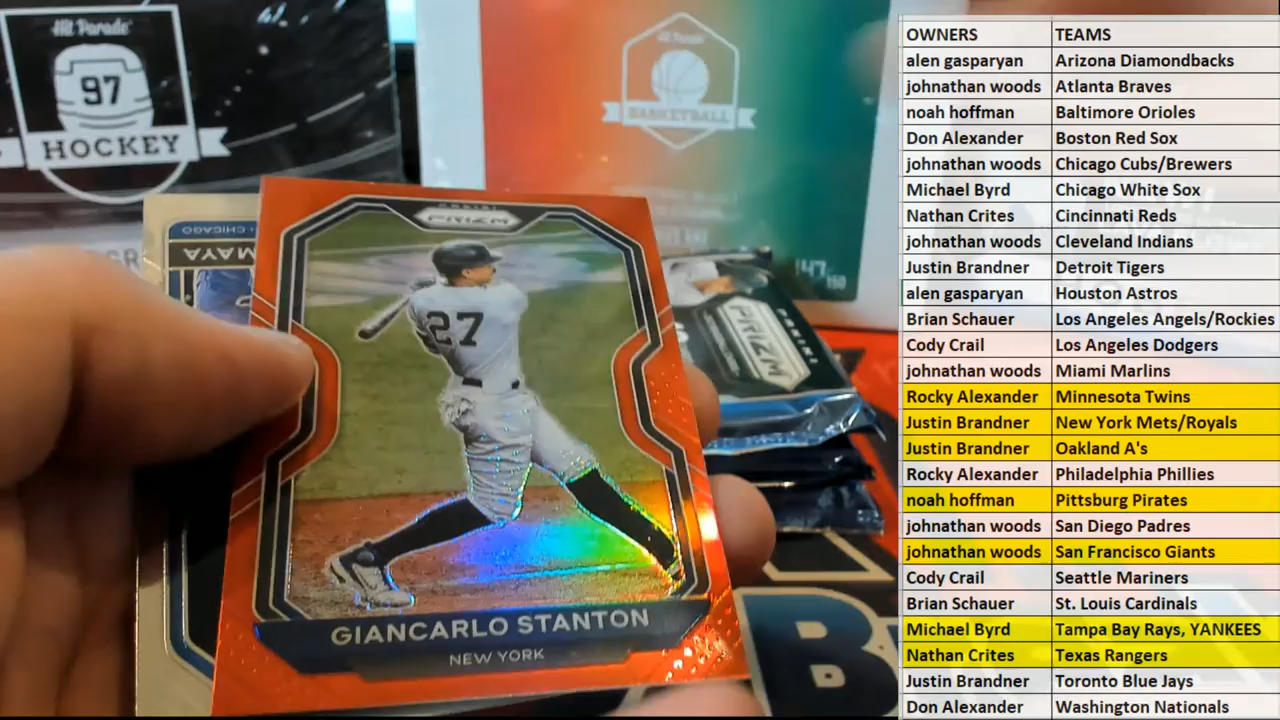 Hit Parade
97
HOCKEY
Hit Parade
BASKETBALL
147
CHICAGO
MAYA
PANINI
PRIZM
27
GIANCARLO STANTON
NEW YORK
PANINI
PRIZM
B
OWNERS TEAMS
alen gasparyan Arizona Diamondbacks
johnathan woods Atlanta Braves
noah hoffman Baltimore Orioles
Don Alexander Boston Red Sox
johnathan woods Chicago Cubs/Brewers
Michael Byrd Chicago White Sox
Nathan Crites Cincinnati Reds
johnathan woods Cleveland Indians
Justin Brandner Detroit Tigers
alen gasparyan Houston Astros
Brian Schauer Los Angeles Angels/Rockies
Cody Crail Los Angeles Dodgers
johnathan woods Miami Marlins
Rocky Alexander Minnesota Twins
Justin Brandner New York Mets/Royals
Justin Brandner Oakland A's
Rocky Alexander Philadelphia Phillies
noah hoffman Pittsburg Pirates
johnathan woods San Diego Padres
johnathan woods San Francisco Giants
Cody Crail Seattle Mariners
Brian Schauer St. Louis Cardinals
Michael Byrd Tampa Bay Rays, YANKEES
Nathan Crites Texas Rangers
Justin Brandner Toronto Blue Jays
Don Alexander Washington Nationals